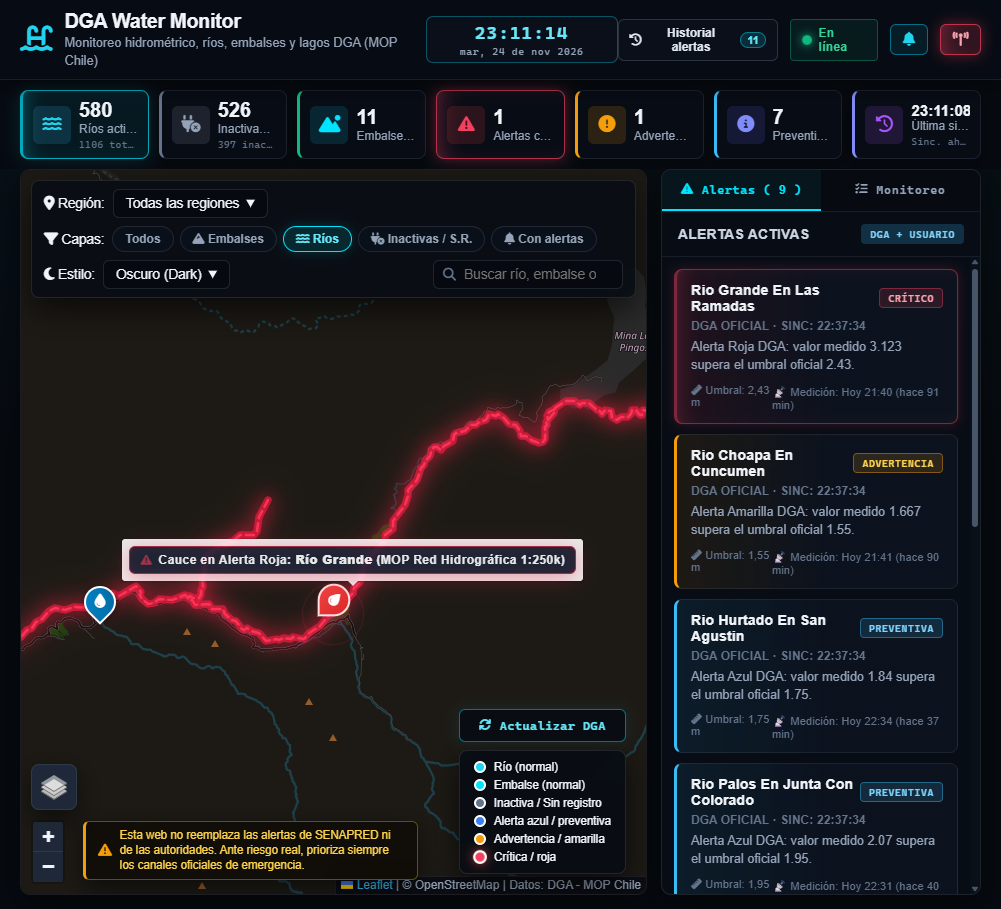 DGA Water Monitor
Monitoreo hidrométrico, ríos, embalses y lagos DGA (MOP
Chile)
23:11:14
mar, 24 de nov 2026
Historial
alertas
11
En
línea
580
Ríos acti...
1106 tot...
526
Inactiva...
397 inac...
11
Embalse...
1
Alertas c...
1
Adverte...
7
Preventi...
23:11:08
Última si...
Sinc. ah...
Región:
Todas las regiones ▼
Capas:
Todos
Embalses
Ríos
Inactivas / S.R.
Con alertas
Estilo:
Oscuro (Dark) ▼
Buscar río, embalse o
Mina L
Pingo
Cauce en Alerta Roja: Río Grande (MOP Red Hidrográfica 1:250k)
Actualizar DGA
Río (normal)
Embalse (normal)
Inactiva / Sin registro
Alerta azul / preventiva
Advertencia / amarilla
Crítica / roja
+
−
Esta web no reemplaza las alertas de SENAPRED ni
de las autoridades. Ante riesgo real, prioriza siempre
los canales oficiales de emergencia.
Leaflet | © OpenStreetMap | Datos: DGA - MOP Chile
Alertas ( 9 )
Monitoreo
ALERTAS ACTIVAS
DGA + USUARIO
Rio Grande En Las
Ramadas
CRÍTICO
DGA OFICIAL · SINC: 22:37:34
Alerta Roja DGA: valor medido 3.123
supera el umbral oficial 2.43.
Umbral: 2,43
m
Medición: Hoy 21:40 (hace 91
min)
Rio Choapa En
Cuncumen
ADVERTENCIA
DGA OFICIAL · SINC: 22:37:34
Alerta Amarilla DGA: valor medido 1.667
supera el umbral oficial 1.55.
Umbral: 1,55
m
Medición: Hoy 21:41 (hace 90
min)
Rio Hurtado En San
Agustin
PREVENTIVA
DGA OFICIAL · SINC: 22:37:34
Alerta Azul DGA: valor medido 1.84 supera
el umbral oficial 1.75.
Umbral: 1,75
m
Medición: Hoy 22:34 (hace 37
min)
Rio Palos En Junta Con
Colorado
PREVENTIVA
DGA OFICIAL · SINC: 22:37:34
Alerta Azul DGA: valor medido 2.07 supera
el umbral oficial 1.95.
Umbral: 1,95
Medición: Hoy 22:31 (hace 40